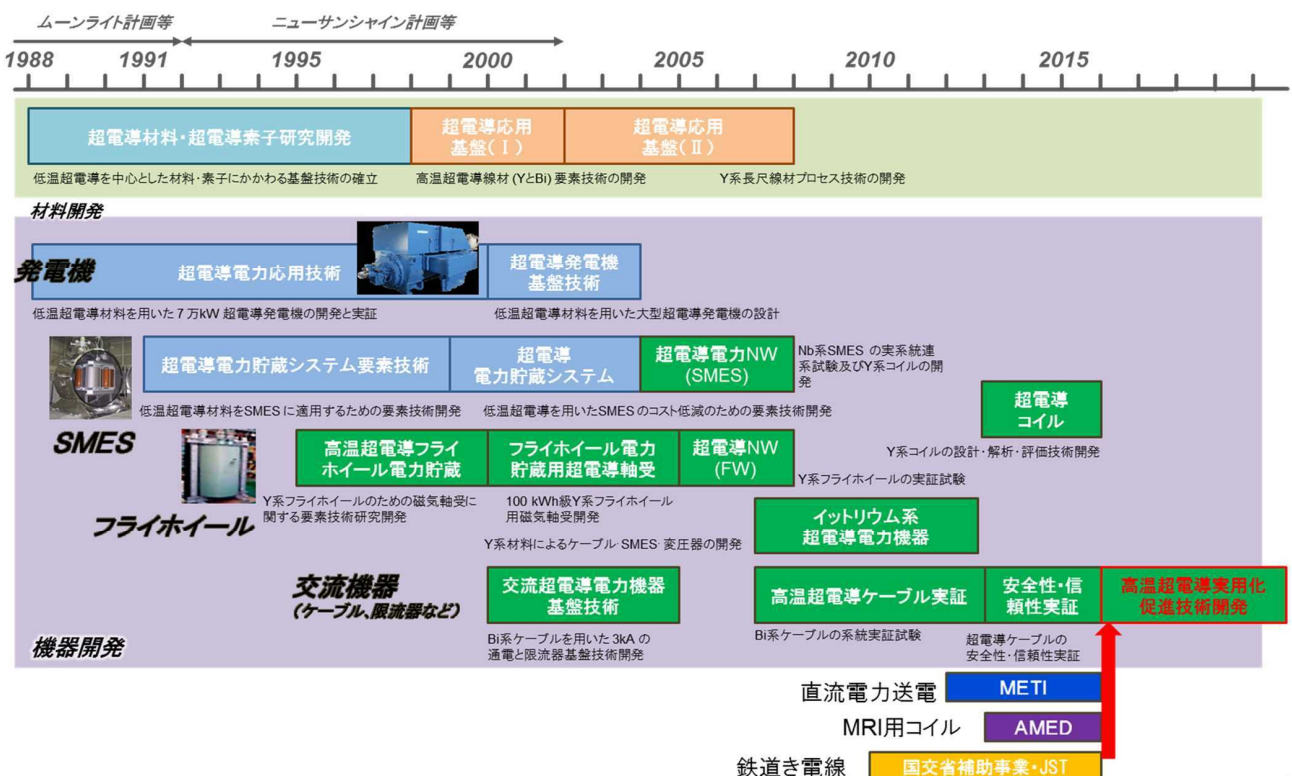 ムーンライト計画等
ニューサンシャイン計画等
1988
1991
1995
2000
2005
2010
2015
超電導材料・超電導素子研究開発
超電導応用
基盤(Ⅰ)
超電導応用
基盤(Ⅱ)
低温超電導を中心とした材料・素子にかかわる基盤技術の確立
高温超電導線材 (YとBi) 要素技術の開発
Y系長尺線材プロセス技術の開発
材料開発
発電機
超電導電力応用技術
超電導発電機
基盤技術
低温超電導材料を用いた7万kW 超電導発電機の開発と実証
低温超電導材料を用いた大型超電導発電機の設計
超電導電力貯蔵システム要素技術
超電導
電力貯蔵システム
超電導電力NW
(SMES)
Nb系SMES の実系統連
系試験及びY系コイルの開
発
低温超電導材料をSMES に適用するための要素技術開発
低温超電導を用いたSMES のコスト低減のための要素技術開発
超電導
コイル
SMES
Y系コイルの設計・解析・評価技術開発
高温超電導フライ
ホイール電力貯蔵
フライホイール電力
貯蔵用超電導軸受
超電導NW
(FW)
Y系フライホイールの実証試験
Y系フライホイールのための磁気軸受に
関する要素技術研究開発
100 kWh級Y系フライホイール
用磁気軸受開発
フライホイール
イットリウム系
超電導電力機器
Y系材料によるケーブル・SMES・変圧器の開発
交流機器
(ケーブル、限流器など)
交流超電導電力機器
基盤技術
高温超電導ケーブル実証
安全性・信
頼性実証
高温超電導実用化
促進技術開発
Bi系ケーブルを用いた 3kA の
通電と限流器基盤技術開発
Bi系ケーブルの系統実証試験
超電導ケーブルの
安全性・信頼性実証
機器開発
直流電力送電
METI
MRI用コイル
AMED
鉄道き電線
国交省補助事業・JST